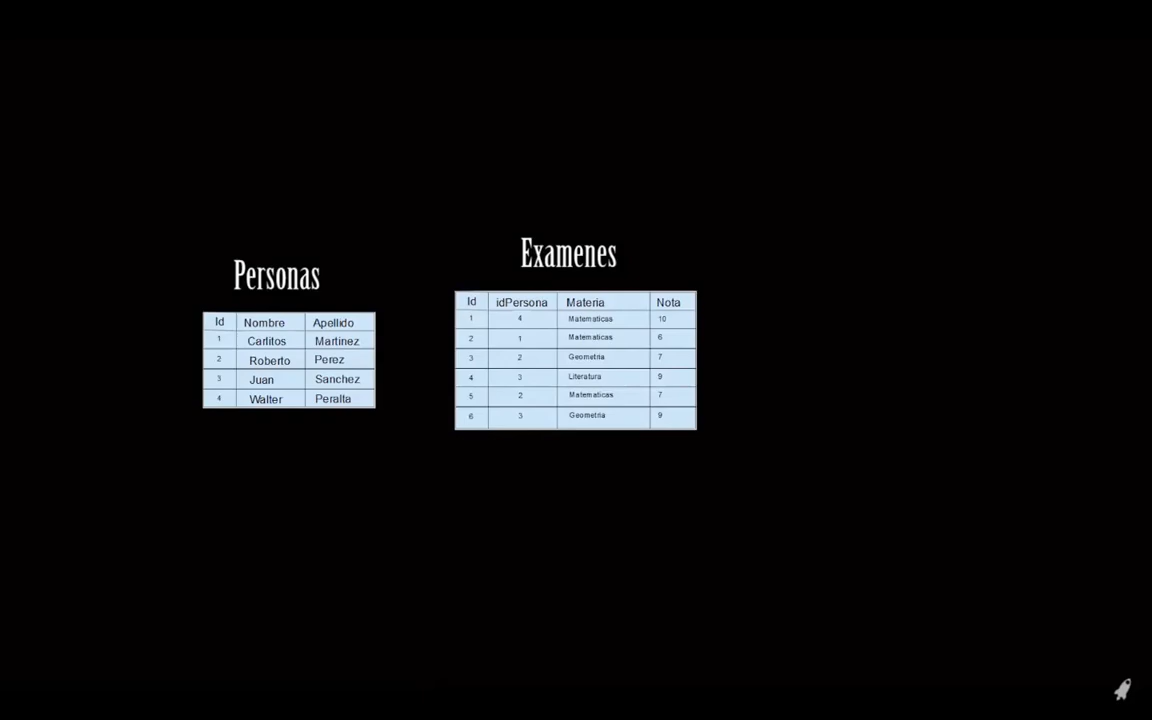 Personas
Id Nombre Apellido
1 Carlitos Martinez
2 Roberto Perez
3 Juan Sanchez
4 Walter Peralta
Examenes
Id idPersona Materia Nota
1 4 Matematicas 10
2 1 Matematicas 6
3 2 Geometria 7
4 3 Literatura 9
5 2 Matematicas 7
6 3 Geometria 9